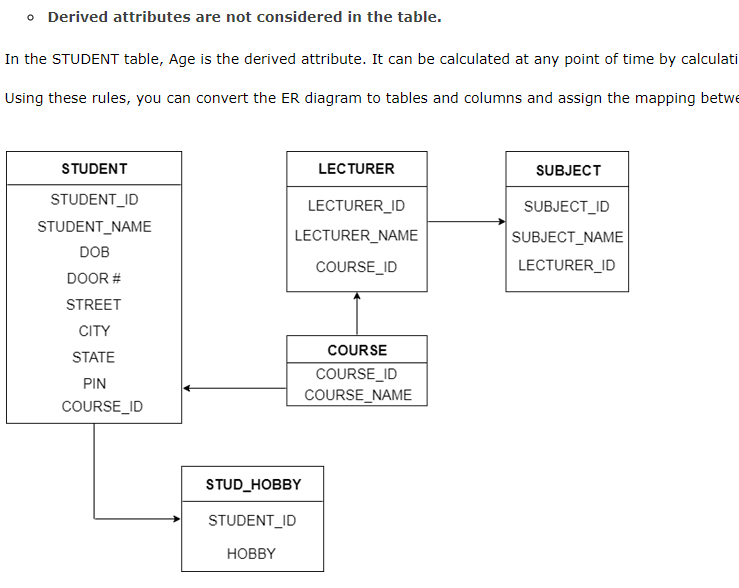 Derived attributes are not considered in the table.
In the STUDENT table, Age is the derived attribute. It can be calculated at any point of time by calculati
Using these rules, you can convert the ER diagram to tables and columns and assign the mapping betwe
STUDENT
STUDENT_ID
STUDENT_NAME
DOB
DOOR #
STREET
CITY
STATE
PIN
COURSE_ID
LECTURER
LECTURER_ID
LECTURER_NAME
COURSE_ID
SUBJECT
SUBJECT_ID
SUBJECT_NAME
LECTURER_ID
COURSE
COURSE_ID
COURSE_NAME
STUD_HOBBY
STUDENT_ID
HOBBY